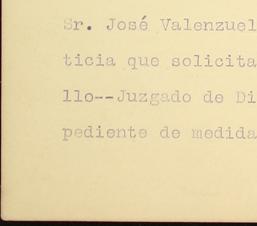 Sr. José Valenzuel
ticia que solicita
llo--Juzgado de Di
pediente de medida